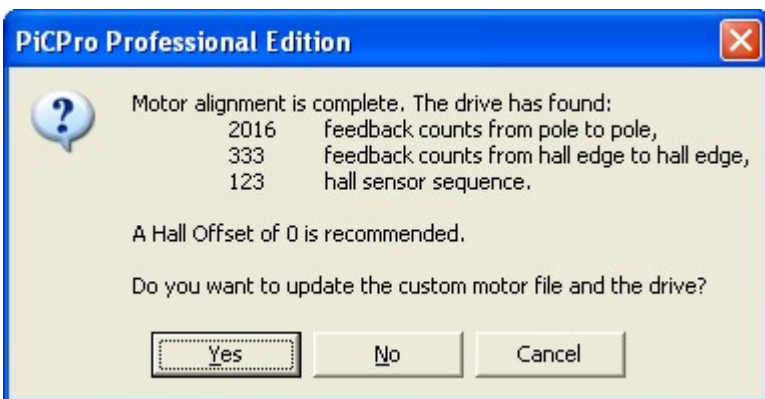 PiCPro Professional Edition
?
Motor alignment is complete. The drive has found:
2016 feedback counts from pole to pole,
333 feedback counts from hall edge to hall edge,
123 hall sensor sequence.
A Hall Offset of 0 is recommended.
Do you want to update the custom motor file and the drive?
Yes No Cancel